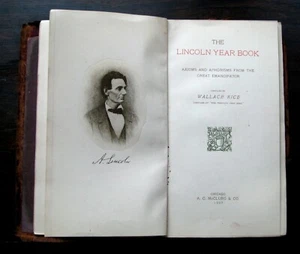 A. Lincoln
THE
LINCOLN YEAR BOOK
AXIOMS AND APHORISMS FROM THE
GREAT EMANCIPATOR
WALLACE RICE
CHICAGO
A. C. McCLURG & CO.